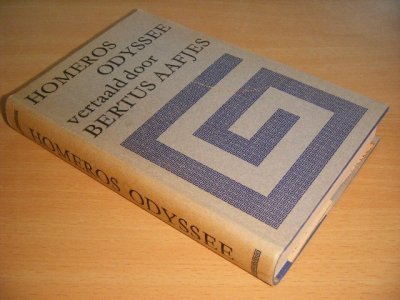 HOMEROS
ODYSSEE
vertaald door
BERTUS AAFJES
HOMEROS ODYSSEE